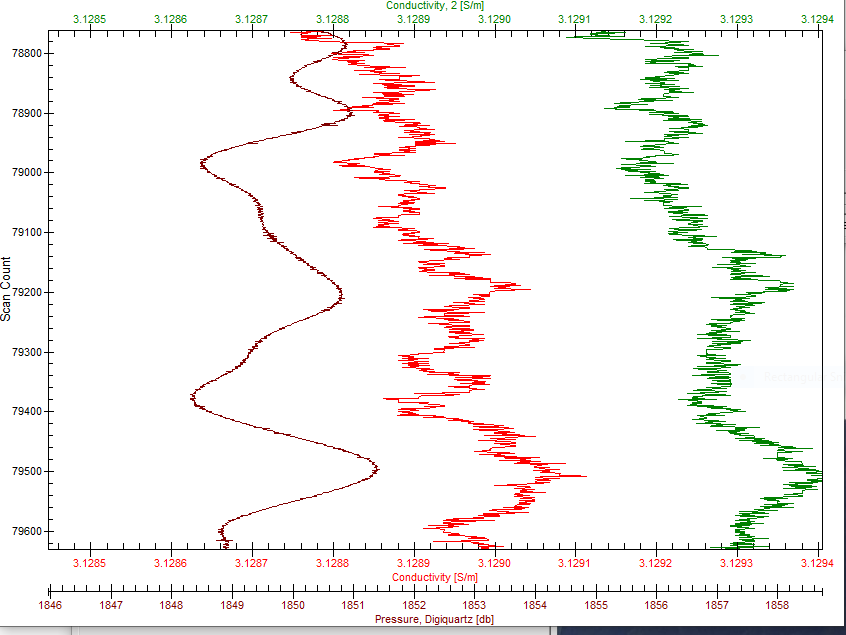 Conductivity, 2 [S/m]
3.1285 3.1286 3.1287 3.1288 3.1289 3.1290 3.1291 3.1292 3.1293 3.1294
Scan Count
78800
78900
79000
79100
79200
79300
79400
79500
79600
3.1285 3.1286 3.1287 3.1288 3.1289 3.1290 3.1291 3.1292 3.1293 3.1294
Conductivity [S/m]
1846 1847 1848 1849 1850 1851 1852 1853 1854 1855 1856 1857 1858
Pressure, Digiquartz [db]